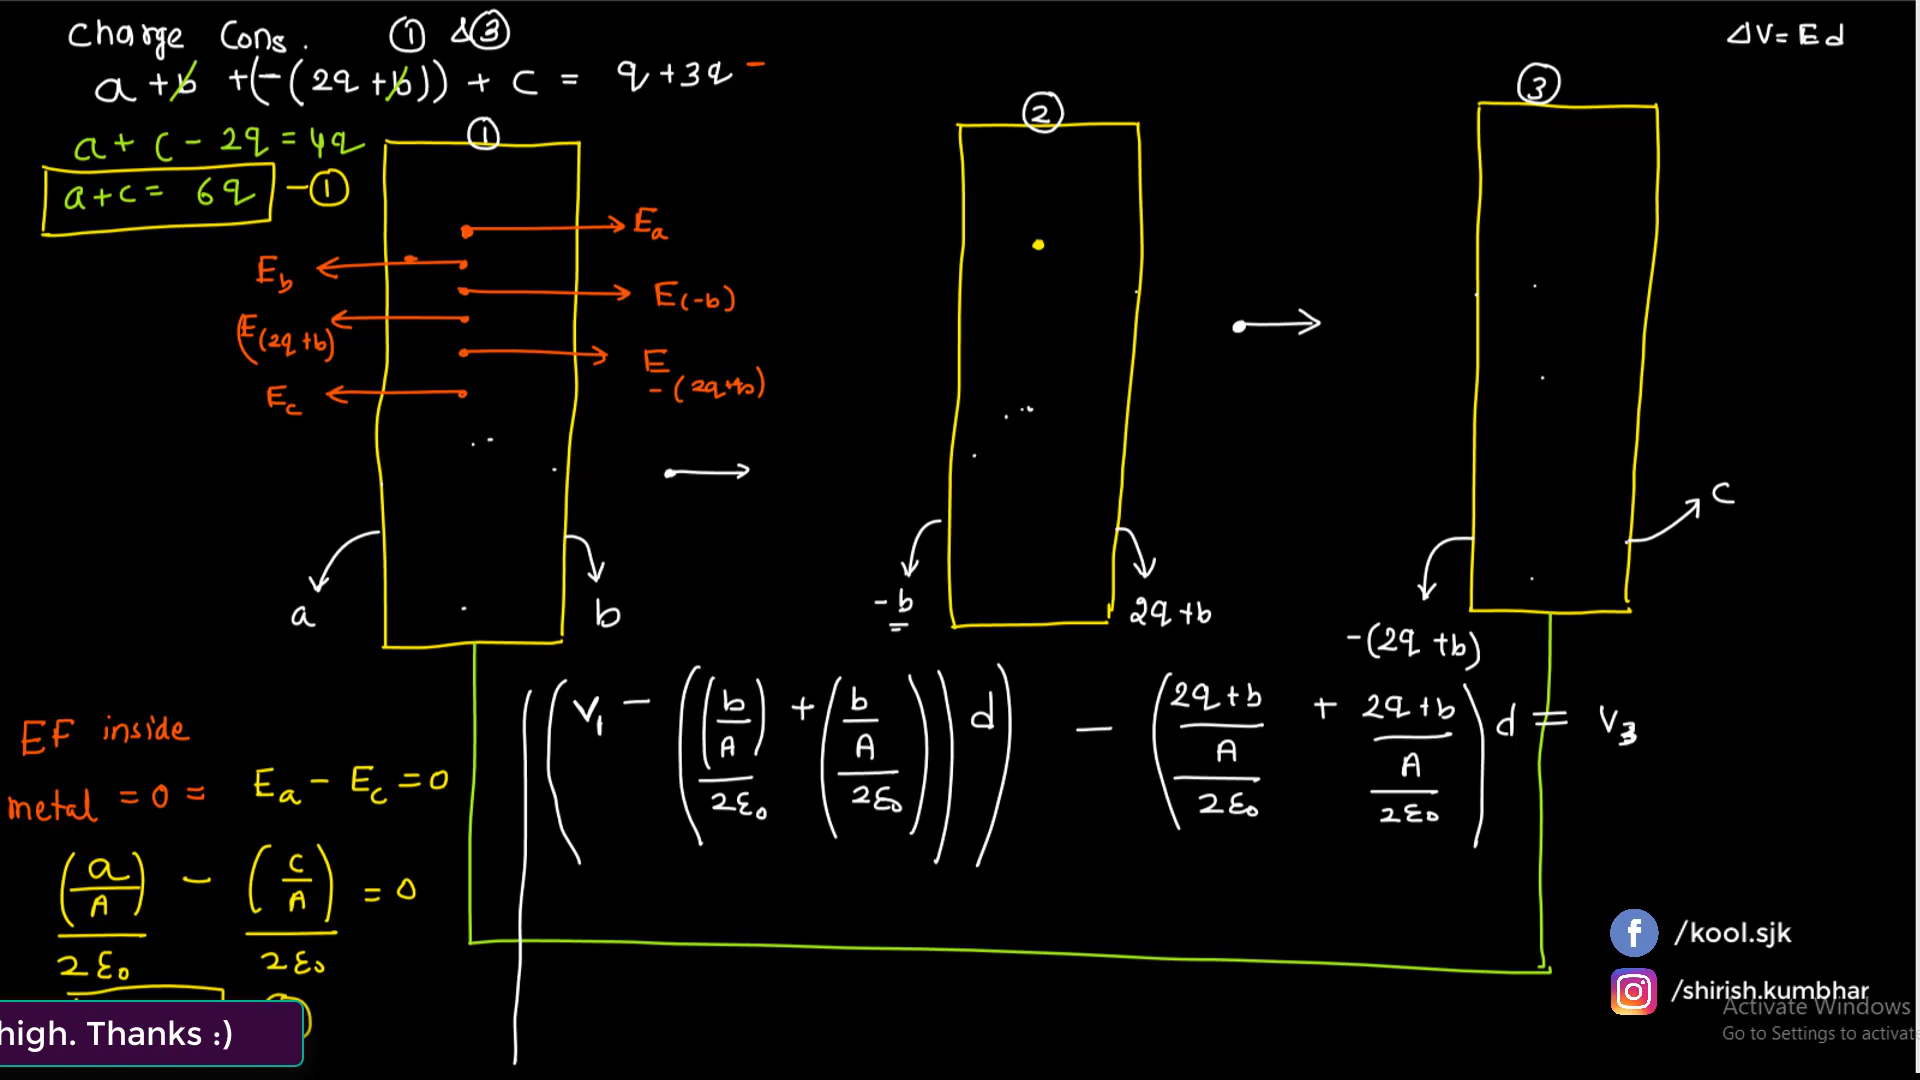 Charge Cons. ① & ③
a + b + (-(2q + b)) + c = q + 3q -
a + c - 2q = 4q
a + c = 6q - ①
ΔV = Ed
①
②
③
Ea
Eb
E(-b)
E(2q+b)
E-(2q+b)
Ec
a
b
-b
2q + b
-(2q + b)
c
((V1 - (((b/A)/2ε0) + ((b/A)/2ε0)) d) - (((2q+b)/A)/2ε0 + ((2q+b)/A)/2ε0) d = V3
EF inside
metal = 0 = Ea - Ec = 0
(a/A)/2ε0 - (c/A)/2ε0 = 0
high. Thanks :)
/kool.sjk
/shirish.kumbhar
Activate Windows
Go to Settings to activat